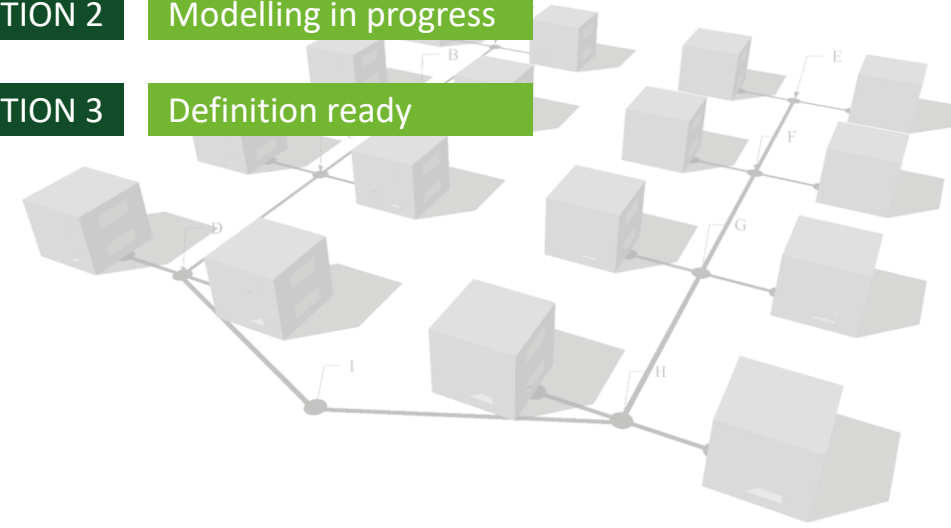 TION 2 Modelling in progress
B
E
TION 3 Definition ready
F
D
G
I
H